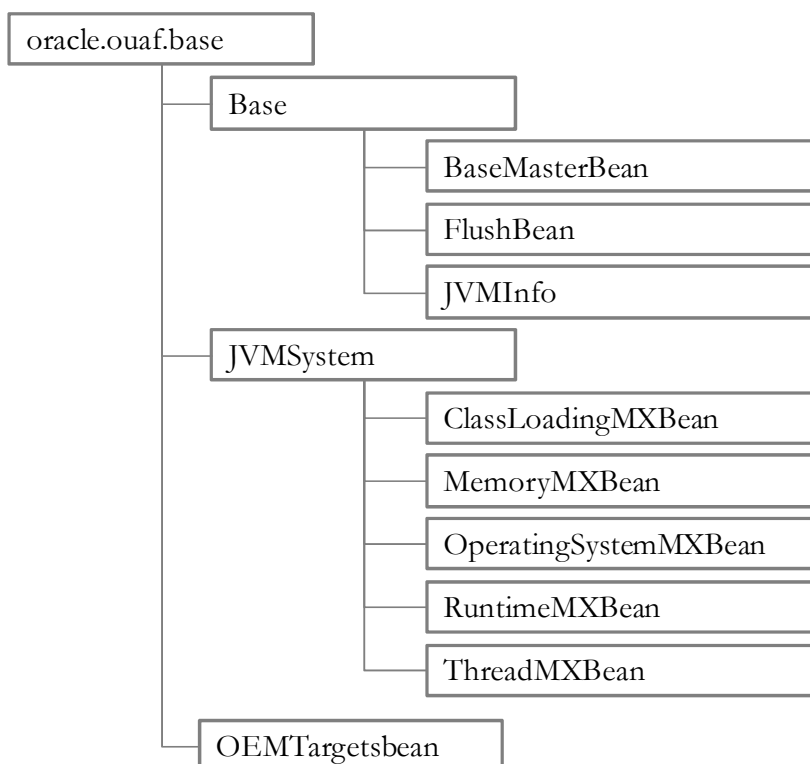 oracle.ouaf.base
Base
BaseMasterBean
FlushBean
JVMInfo
JVMSystem
ClassLoadingMXBean
MemoryMXBean
OperatingSystemMXBean
RuntimeMXBean
ThreadMXBean
OEMTargetsbean